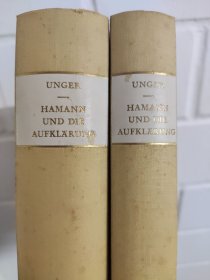 UNGER
HAMANN
UND DIE
AUFKLÄRUNG
UNGER
HAMANN
UND DIE
AUFKLÄRUNG